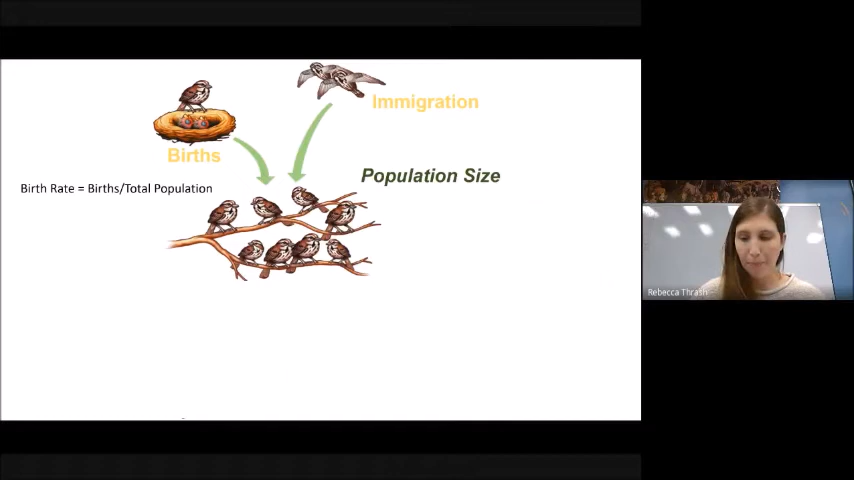 Immigration
Births
Population Size
Birth Rate = Births/Total Population
Rebecca Thrash